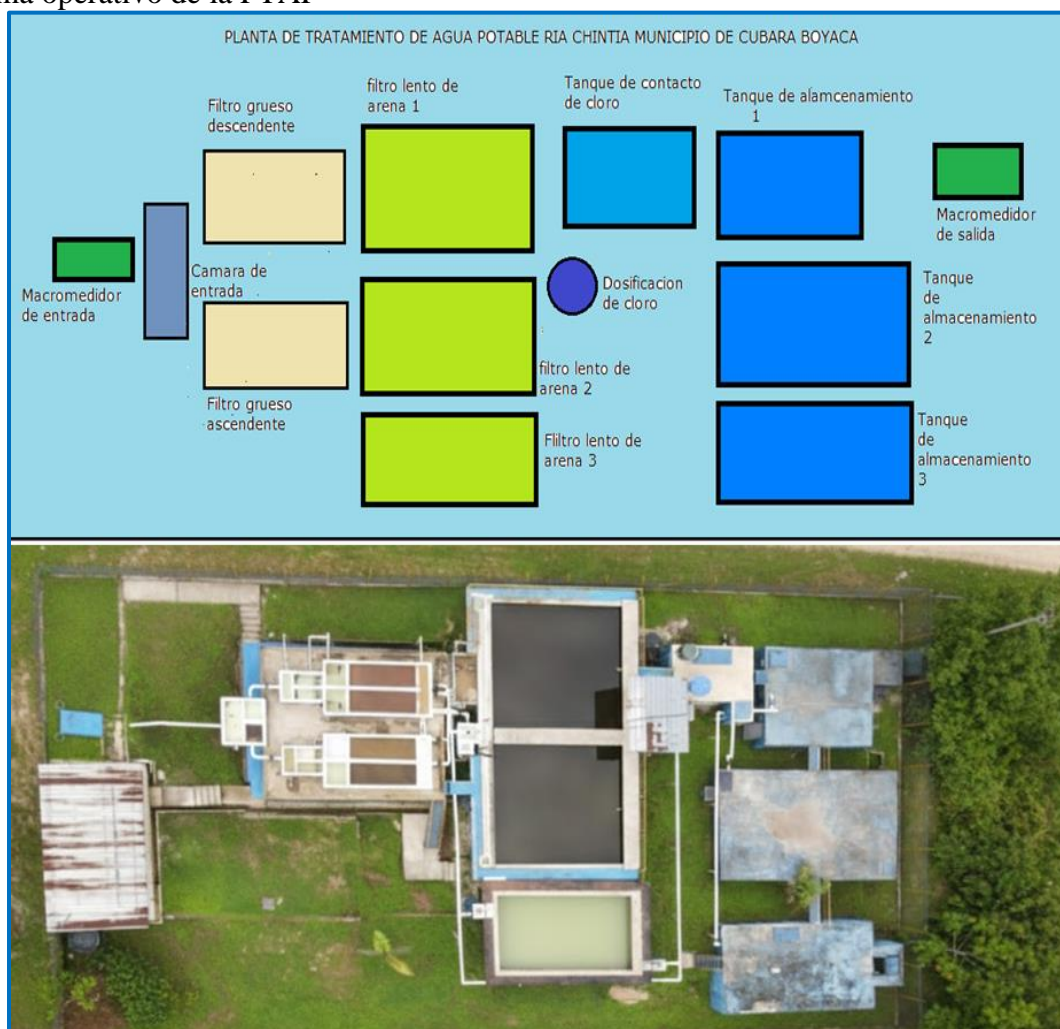 PLANTA DE TRATAMIENTO DE AGUA POTABLE RIA CHINTIA MUNICIPIO DE CUBARA BOYACA
Filtro grueso
descendente
filtro lento de
arena 1
Tanque de contacto
de cloro
Tanque de alamcenamiento
1
Macromedidor
de salida
Camara de
entrada
Macromedidor
de entrada
Dosificacion
de cloro
Tanque
de
almacenamiento
2
filtro lento de
arena 2
Filtro grueso
ascendente
Fliltro lento de
arena 3
Tanque
de
almacenamiento
3